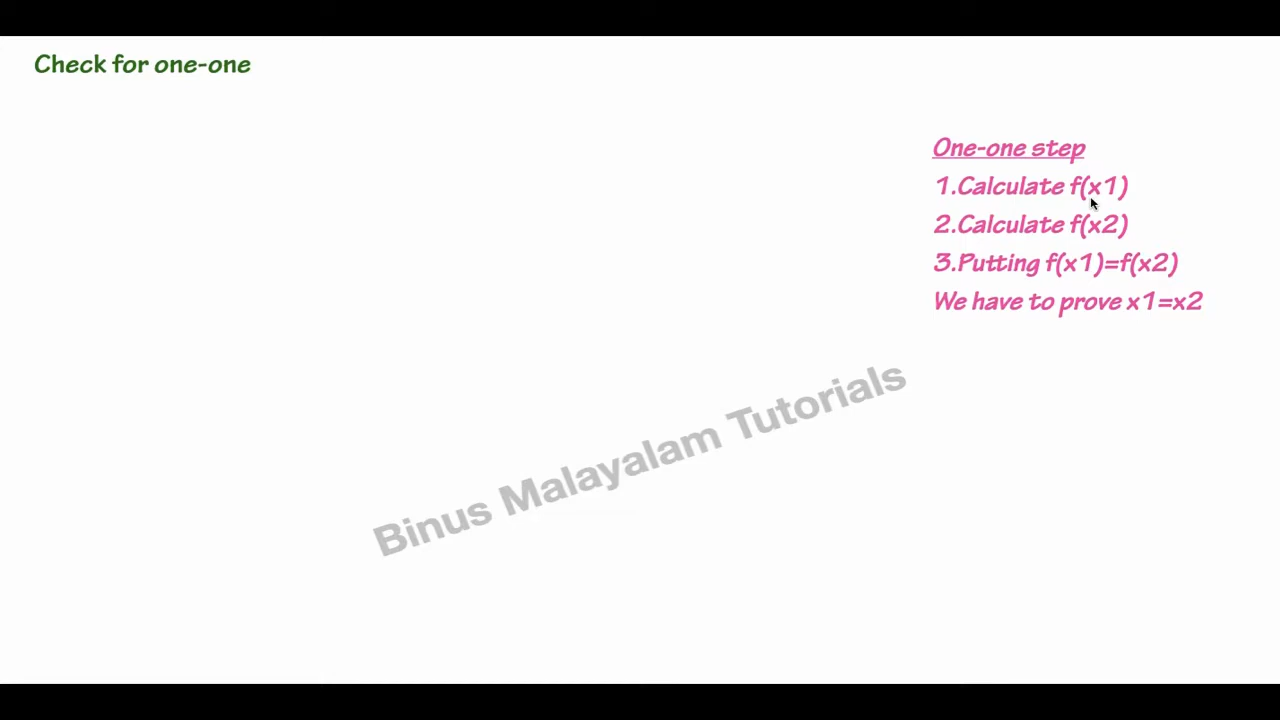 Check for one-one
One-one step
1.Calculate f(x1)
2.Calculate f(x2)
3.Putting f(x1)=f(x2)
We have to prove x1=x2
Binus Malayalam Tutorials